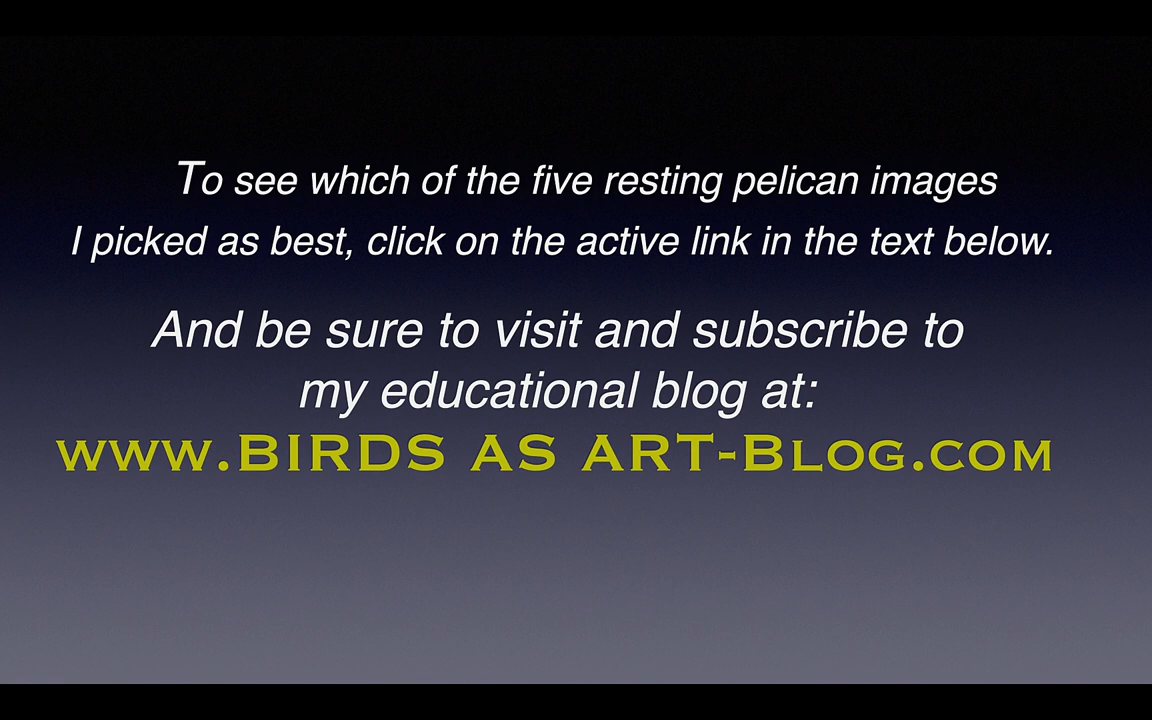 To see which of the five resting pelican images
I picked as best, click on the active link in the text below.
And be sure to visit and subscribe to
my educational blog at:
www.BIRDS AS ART-Blog.com